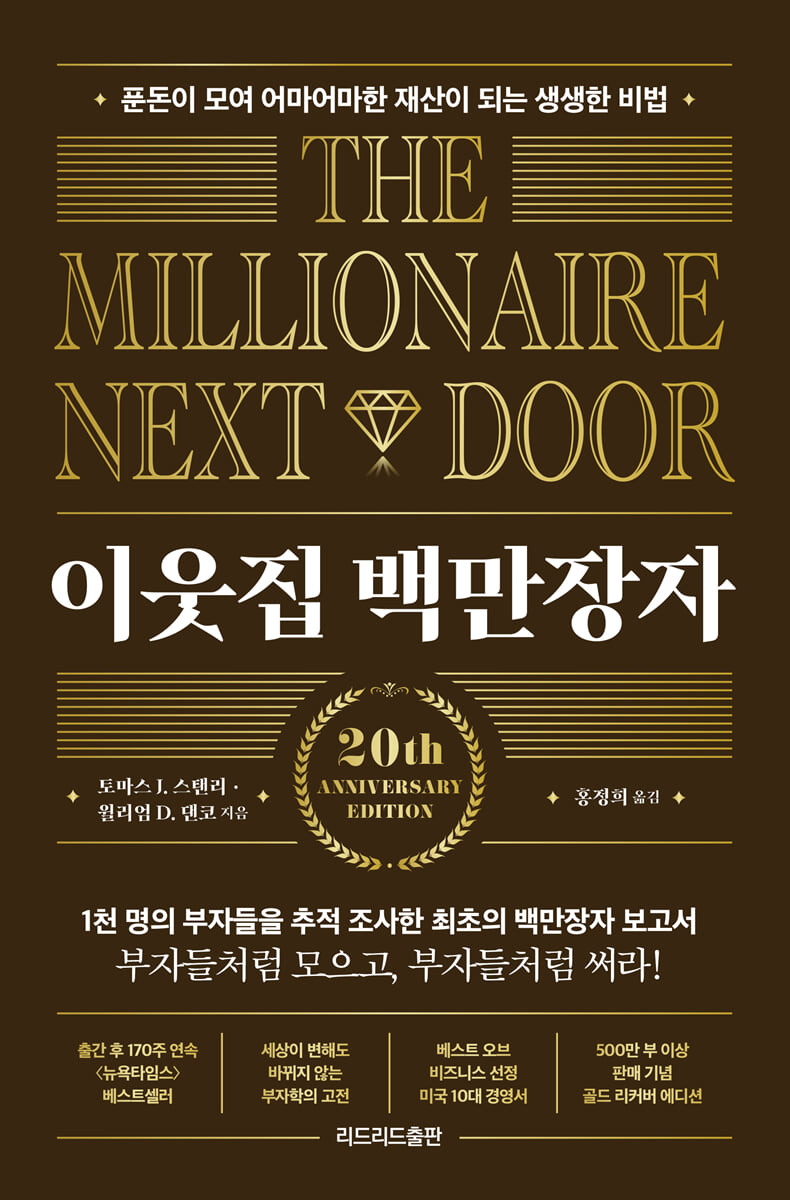 푼돈이 모여 어마어마한 재산이 되는 생생한 비법
THE
MILLIONAIRE
NEXT DOOR
이웃집 백만장자
20th
ANNIVERSARY
EDITION
토마스 J. 스탠리 ·
윌리엄 D. 댄코 지음
홍정희 옮김
1천 명의 부자들을 추적 조사한 최초의 백만장자 보고서
부자들처럼 모으고, 부자들처럼 써라!
출간 후 170주 연속
〈뉴욕타임스〉
베스트셀러
세상이 변해도
바뀌지 않는
부자학의 고전
베스트 오브
비즈니스 선정
미국 10대 경영서
500만 부 이상
판매 기념
골드 리커버 에디션
리드리드출판